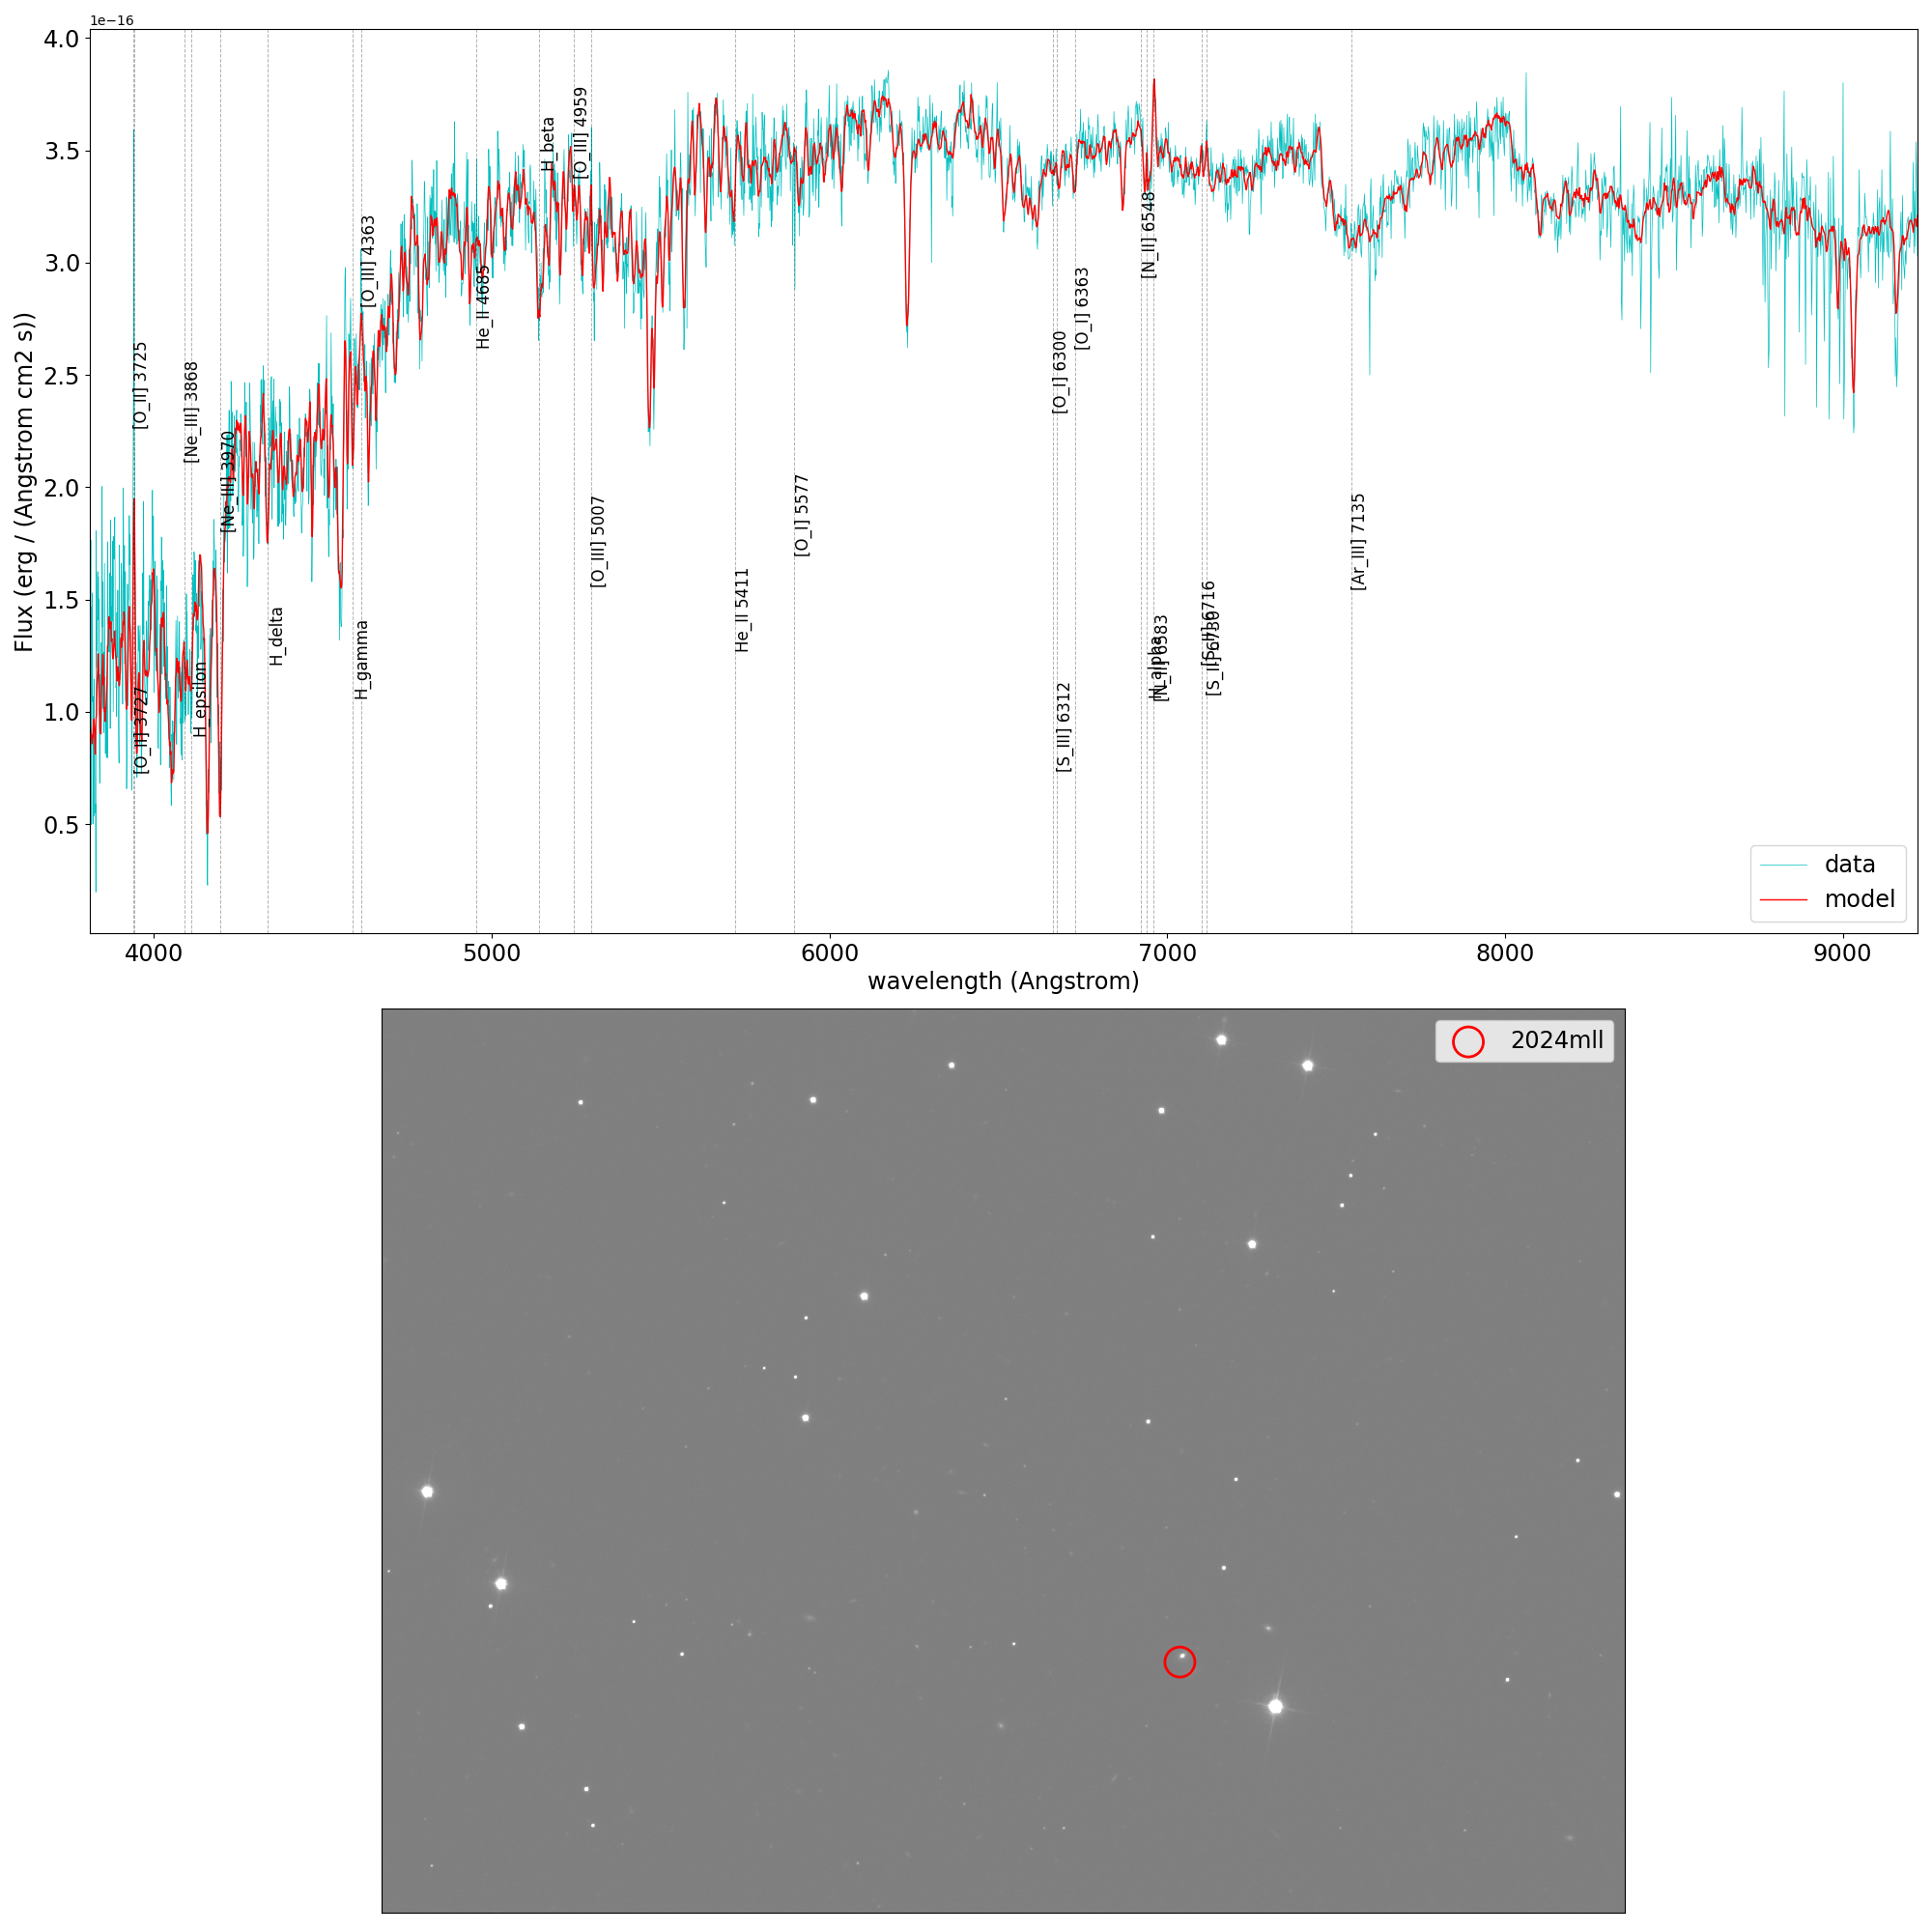 1e−16
Flux (erg / (Angstrom cm2 s))
4.0
3.5
3.0
2.5
2.0
1.5
1.0
0.5
[O_II] 3725
[O_II] 3727
[Ne_III] 3868
H_epsilon
[Ne_III] 3970
H_delta
H_gamma
[O_III] 4363
He_II 4685
H_beta
[O_III] 4959
[O_III] 5007
He_II 5411
[O_I] 5577
[O_I] 6300
[S_III] 6312
[O_I] 6363
[N_II] 6548
H_alpha
[N_II] 6583
[S_II] 6716
[S_II] 6730
[Ar_III] 7135
data
model
4000 5000 6000 7000 8000 9000
wavelength (Angstrom)
2024mll